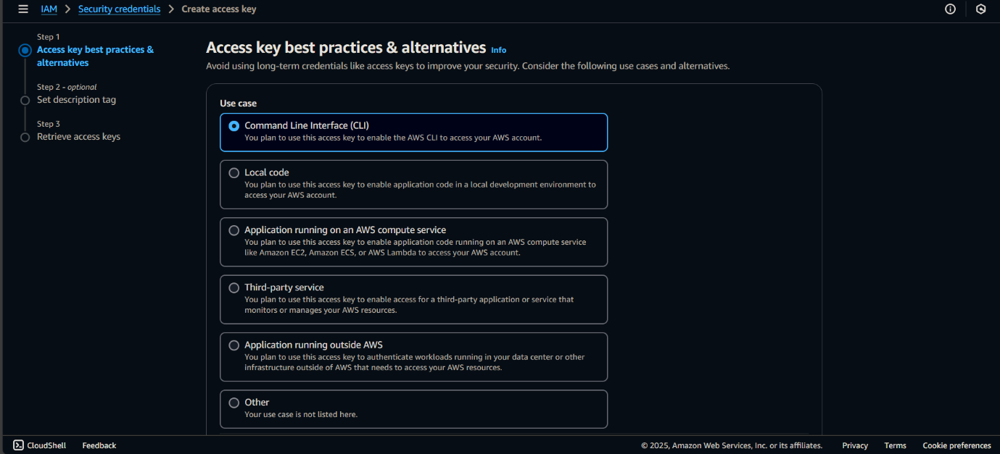 IAM > Security credentials > Create access key
Step 1
Access key best practices &
alternatives
Step 2 - optional
Set description tag
Step 3
Retrieve access keys
Access key best practices & alternatives Info
Avoid using long-term credentials like access keys to improve your security. Consider the following use cases and alternatives.
Use case
Command Line Interface (CLI)
You plan to use this access key to enable the AWS CLI to access your AWS account.
Local code
You plan to use this access key to enable application code in a local development environment to
access your AWS account.
Application running on an AWS compute service
You plan to use this access key to enable application code running on an AWS compute service
like Amazon EC2, Amazon ECS, or AWS Lambda to access your AWS account.
Third-party service
You plan to use this access key to enable access for a third-party application or service that
monitors or manages your AWS resources.
Application running outside AWS
You plan to use this access key to authenticate workloads running in your data center or other
infrastructure outside of AWS that needs to access your AWS resources.
Other
Your use case is not listed here.
CloudShell Feedback © 2025, Amazon Web Services, Inc. or its affiliates. Privacy Terms Cookie preferences